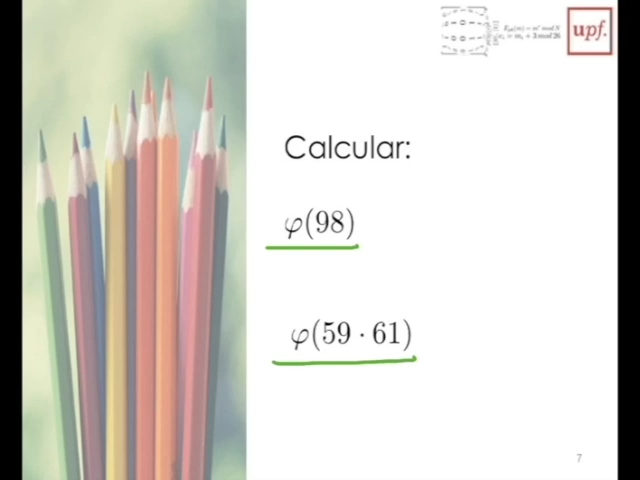 upf.
Calcular:
φ(98)
φ(59 · 61)
7